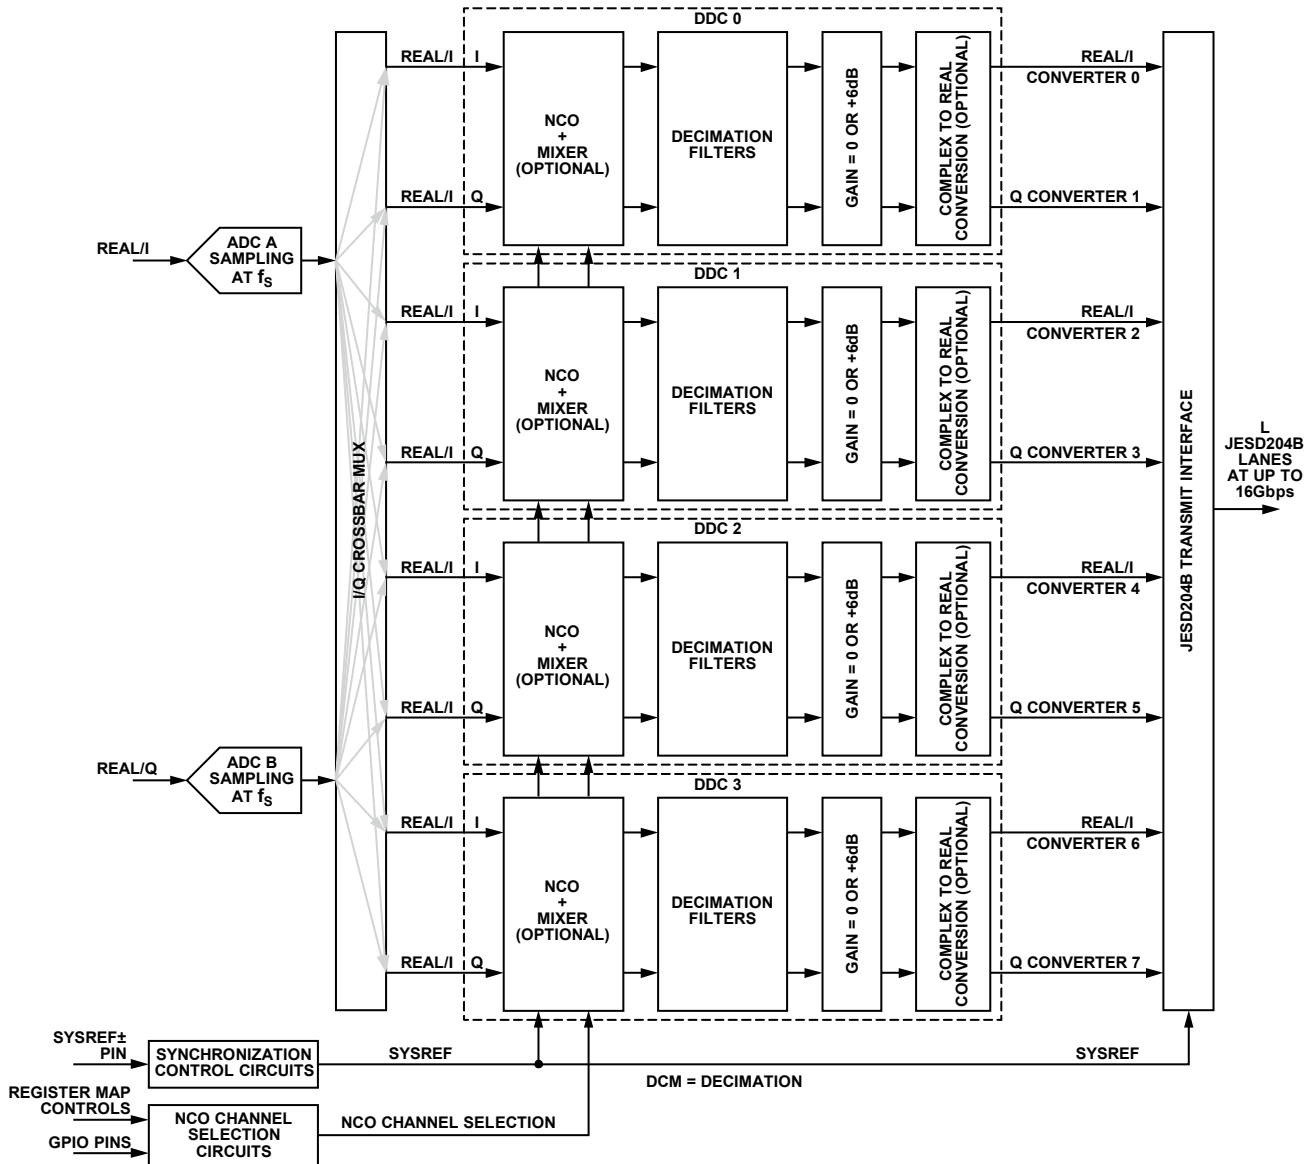 DDC 0
REAL/I I
REAL/I Q
NCO
+
MIXER
(OPTIONAL)
DECIMATION
FILTERS
GAIN = 0 OR +6dB
COMPLEX TO REAL
CONVERSION (OPTIONAL)
REAL/I
CONVERTER 0
Q CONVERTER 1
REAL/I
ADC A
SAMPLING
AT fS
DDC 1
REAL/I I
REAL/I Q
NCO
+
MIXER
(OPTIONAL)
DECIMATION
FILTERS
GAIN = 0 OR +6dB
COMPLEX TO REAL
CONVERSION (OPTIONAL)
REAL/I
CONVERTER 2
Q CONVERTER 3
I/Q CROSSBAR MUX
JESD204B TRANSMIT INTERFACE
L
JESD204B
LANES
AT UP TO
16Gbps
DDC 2
REAL/I I
REAL/I Q
NCO
+
MIXER
(OPTIONAL)
DECIMATION
FILTERS
GAIN = 0 OR +6dB
COMPLEX TO REAL
CONVERSION (OPTIONAL)
REAL/I
CONVERTER 4
Q CONVERTER 5
REAL/Q
ADC B
SAMPLING
AT fS
DDC 3
REAL/I I
REAL/I Q
NCO
+
MIXER
(OPTIONAL)
DECIMATION
FILTERS
GAIN = 0 OR +6dB
COMPLEX TO REAL
CONVERSION (OPTIONAL)
REAL/I
CONVERTER 6
Q CONVERTER 7
SYSREF±
PIN
SYNCHRONIZATION
CONTROL CIRCUITS
SYSREF
SYSREF
DCM = DECIMATION
REGISTER MAP
CONTROLS
GPIO PINS
NCO CHANNEL
SELECTION
CIRCUITS
NCO CHANNEL SELECTION